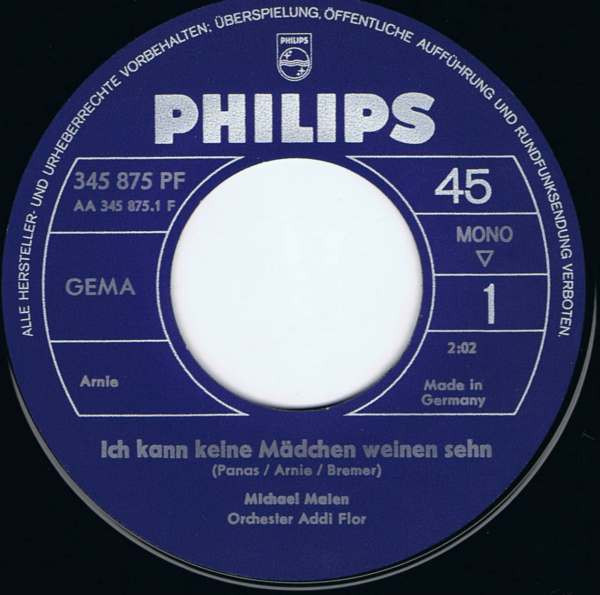 ALLE HERSTELLER- UND URHEBERRECHTE VORBEHALTEN; ÜBERSPIELUNG, ÖFFENTLICHE AUFFÜHRUNG UND RUNDFUNKSENDUNG VERBOTEN.
PHILIPS
PHILIPS
345 875 PF
AA 345 875.1 F
45
MONO
GEMA
1
2:02
Arnie
Made in
Germany
Ich kann keine Mädchen weinen sehn
(Panas / Arnie / Bremer)
Michael Maien
Orchester Addi Flor